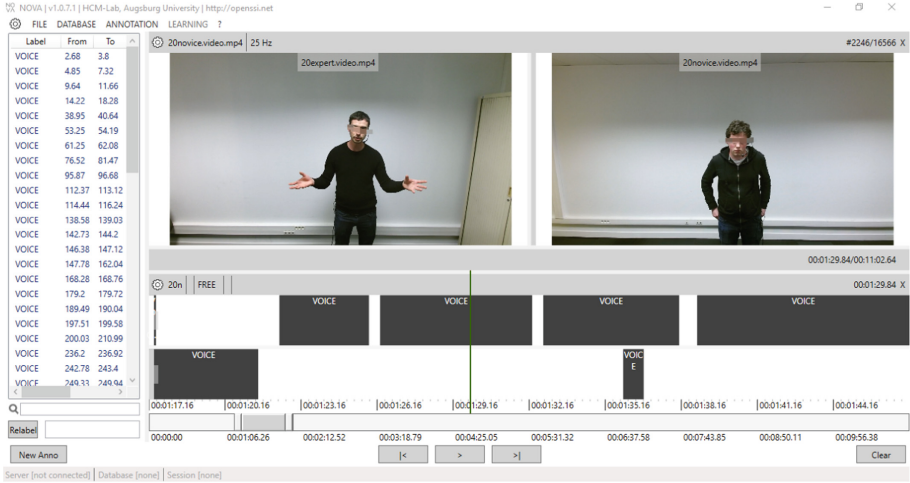 NOVA | v1.0.7.1 | HCM-Lab, Augsburg University | http://openssi.net
FILE DATABASE ANNOTATION LEARNING ?
Label From To
VOICE 2.68 3.8
VOICE 4.85 7.32
VOICE 9.64 11.66
VOICE 14.22 18.28
VOICE 38.95 40.64
VOICE 53.25 54.19
VOICE 61.25 62.08
VOICE 76.52 81.47
VOICE 95.87 96.68
VOICE 112.37 113.12
VOICE 114.44 116.24
VOICE 138.58 139.03
VOICE 142.73 144.2
VOICE 146.38 147.12
VOICE 147.78 162.04
VOICE 168.28 168.76
VOICE 179.2 179.72
VOICE 189.49 190.04
VOICE 197.51 199.58
VOICE 200.03 210.99
VOICE 236.2 236.92
VOICE 242.78 243.4
VOICE 249.33 249.94
Relabel
New Anno
20novice.video.mp4 25 Hz #2246/16566 X
20expert.video.mp4 20novice.video.mp4
00:01:29.84/00:11:02.64
20n FREE 00:01:29.84 X
VOICE VOICE VOICE VOICE
VOICE VOIC
E
00:01:17.16 00:01:20.16 00:01:23.16 00:01:26.16 00:01:29.16 00:01:32.16 00:01:35.16 00:01:38.16 00:01:41.16 00:01:44.16
00:00:00 00:01:06.26 00:02:12.52 00:03:18.79 00:04:25.05 00:05:31.32 00:06:37.58 00:07:43.85 00:08:50.11 00:09:56.38
|< > >| Clear
Server [not connected] Database [none] Session [none]